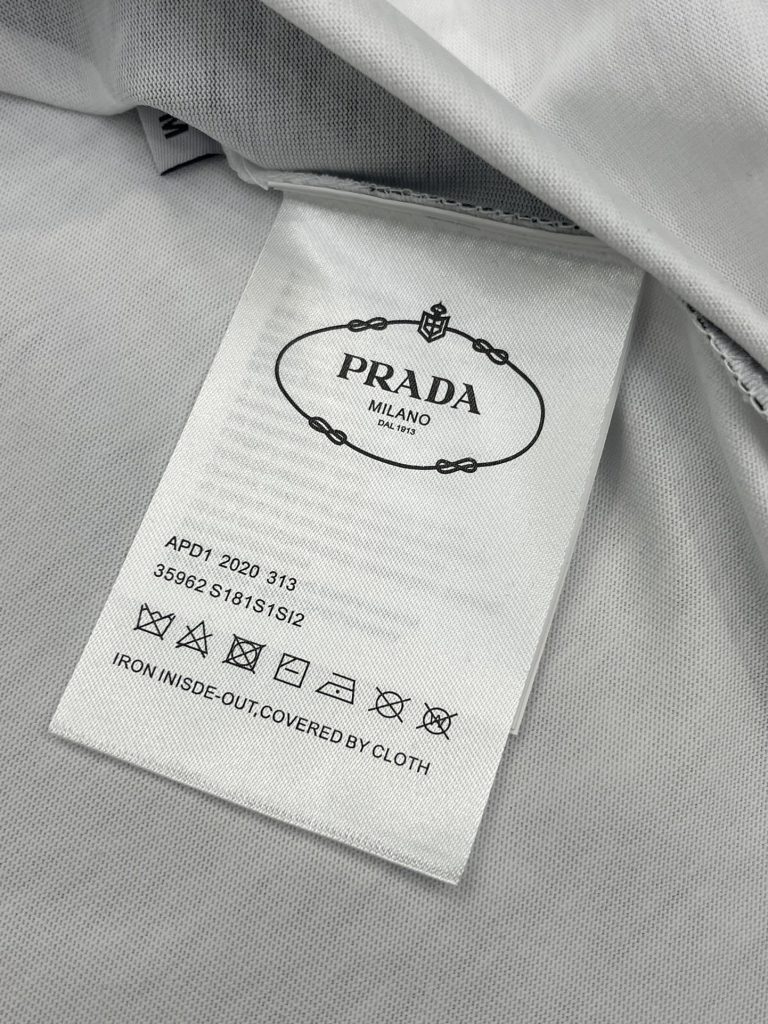 PRADA
MILANO
DAL 1913
APD1 2020 313
35962 S181S1SI2
IRON INISDE-OUT,COVERED BY CLOTH